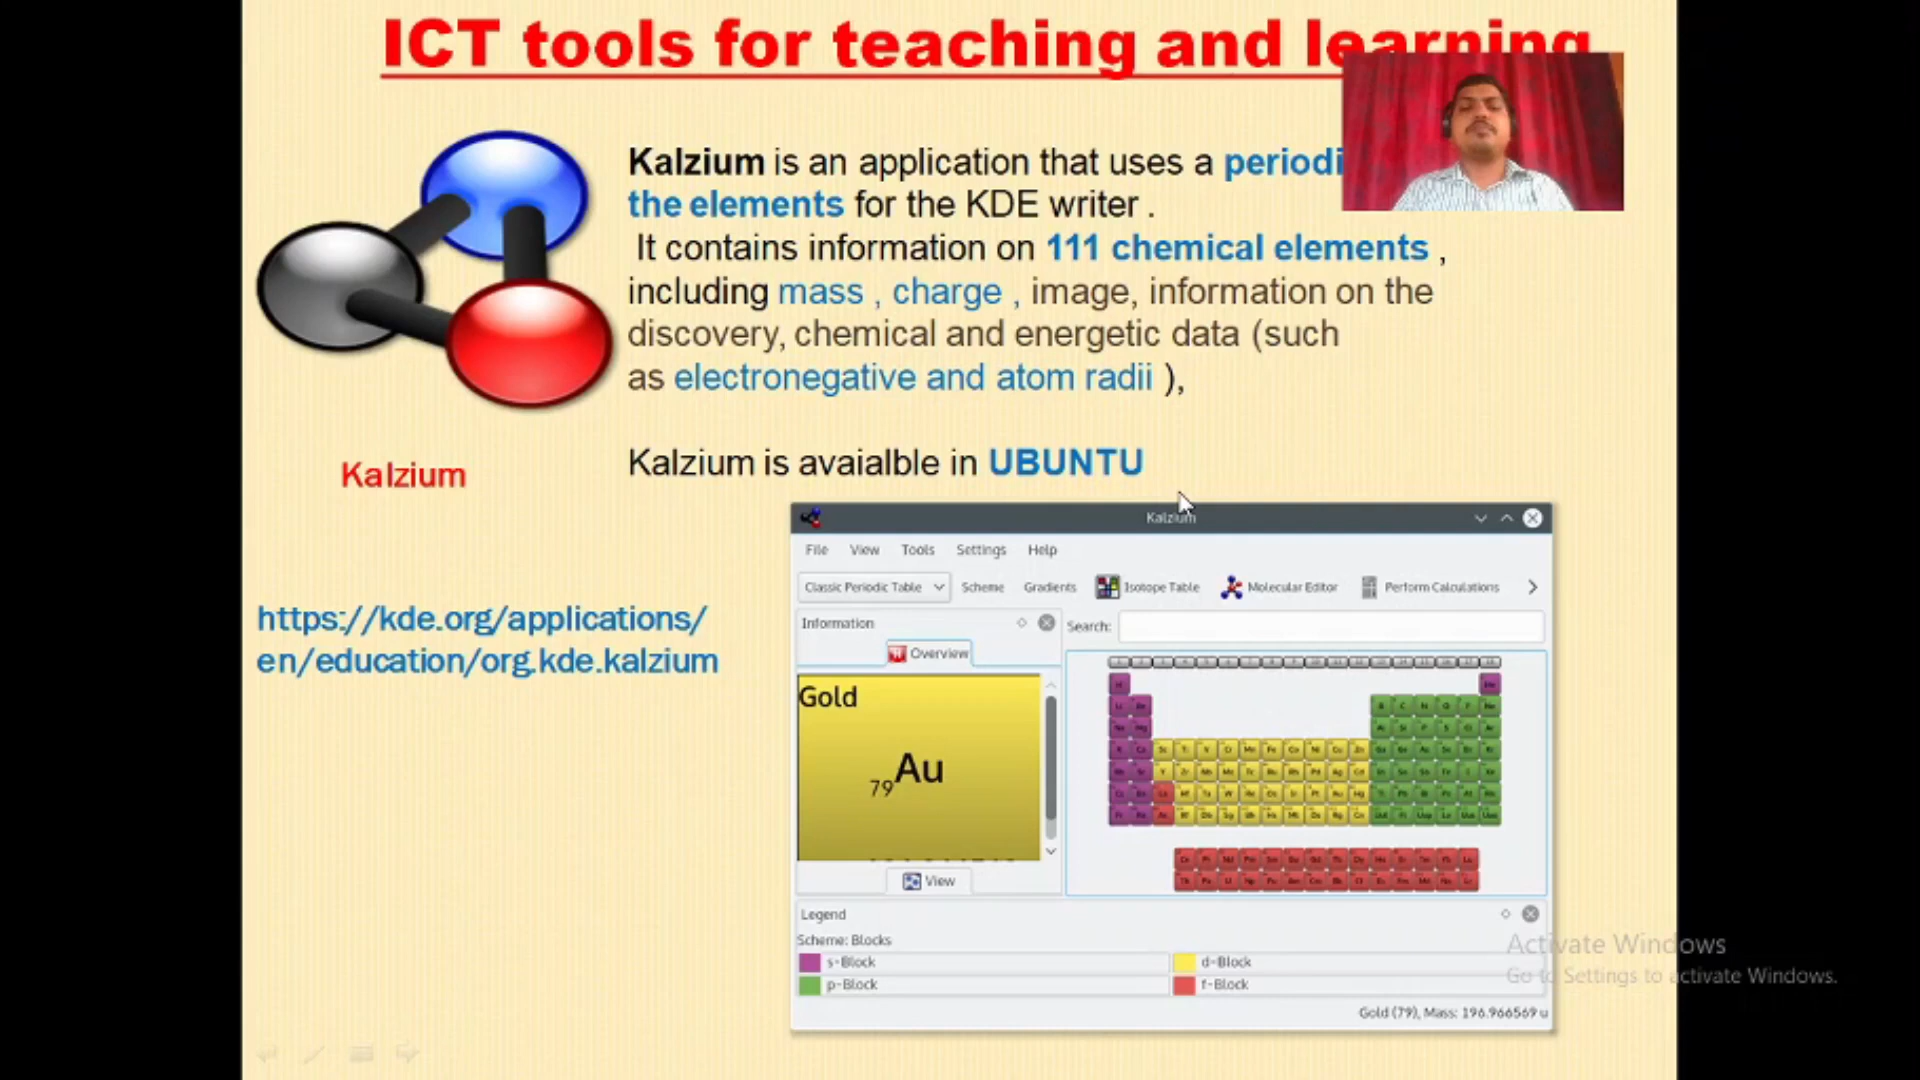 ICT tools for teaching and learning
Kalzium is an application that uses a periodi
the elements for the KDE writer .
It contains information on 111 chemical elements ,
including mass , charge , image, information on the
discovery, chemical and energetic data (such
as electronegative and atom radii ),
Kalzium
Kalzium is avaialble in UBUNTU
https://kde.org/applications/
en/education/org.kde.kalzium
Kalzium
File View Tools Settings Help
Classic Periodic Table Scheme Gradients Isotope Table Molecular Editor Perform Calculations
Information
Search:
Overview
Gold
79Au
View
Legend
Scheme: Blocks
s-Block d-Block
p-Block f-Block
Gold (79), Mass: 196.966569 u
Activate Windows
Go to Settings to activate Windows.